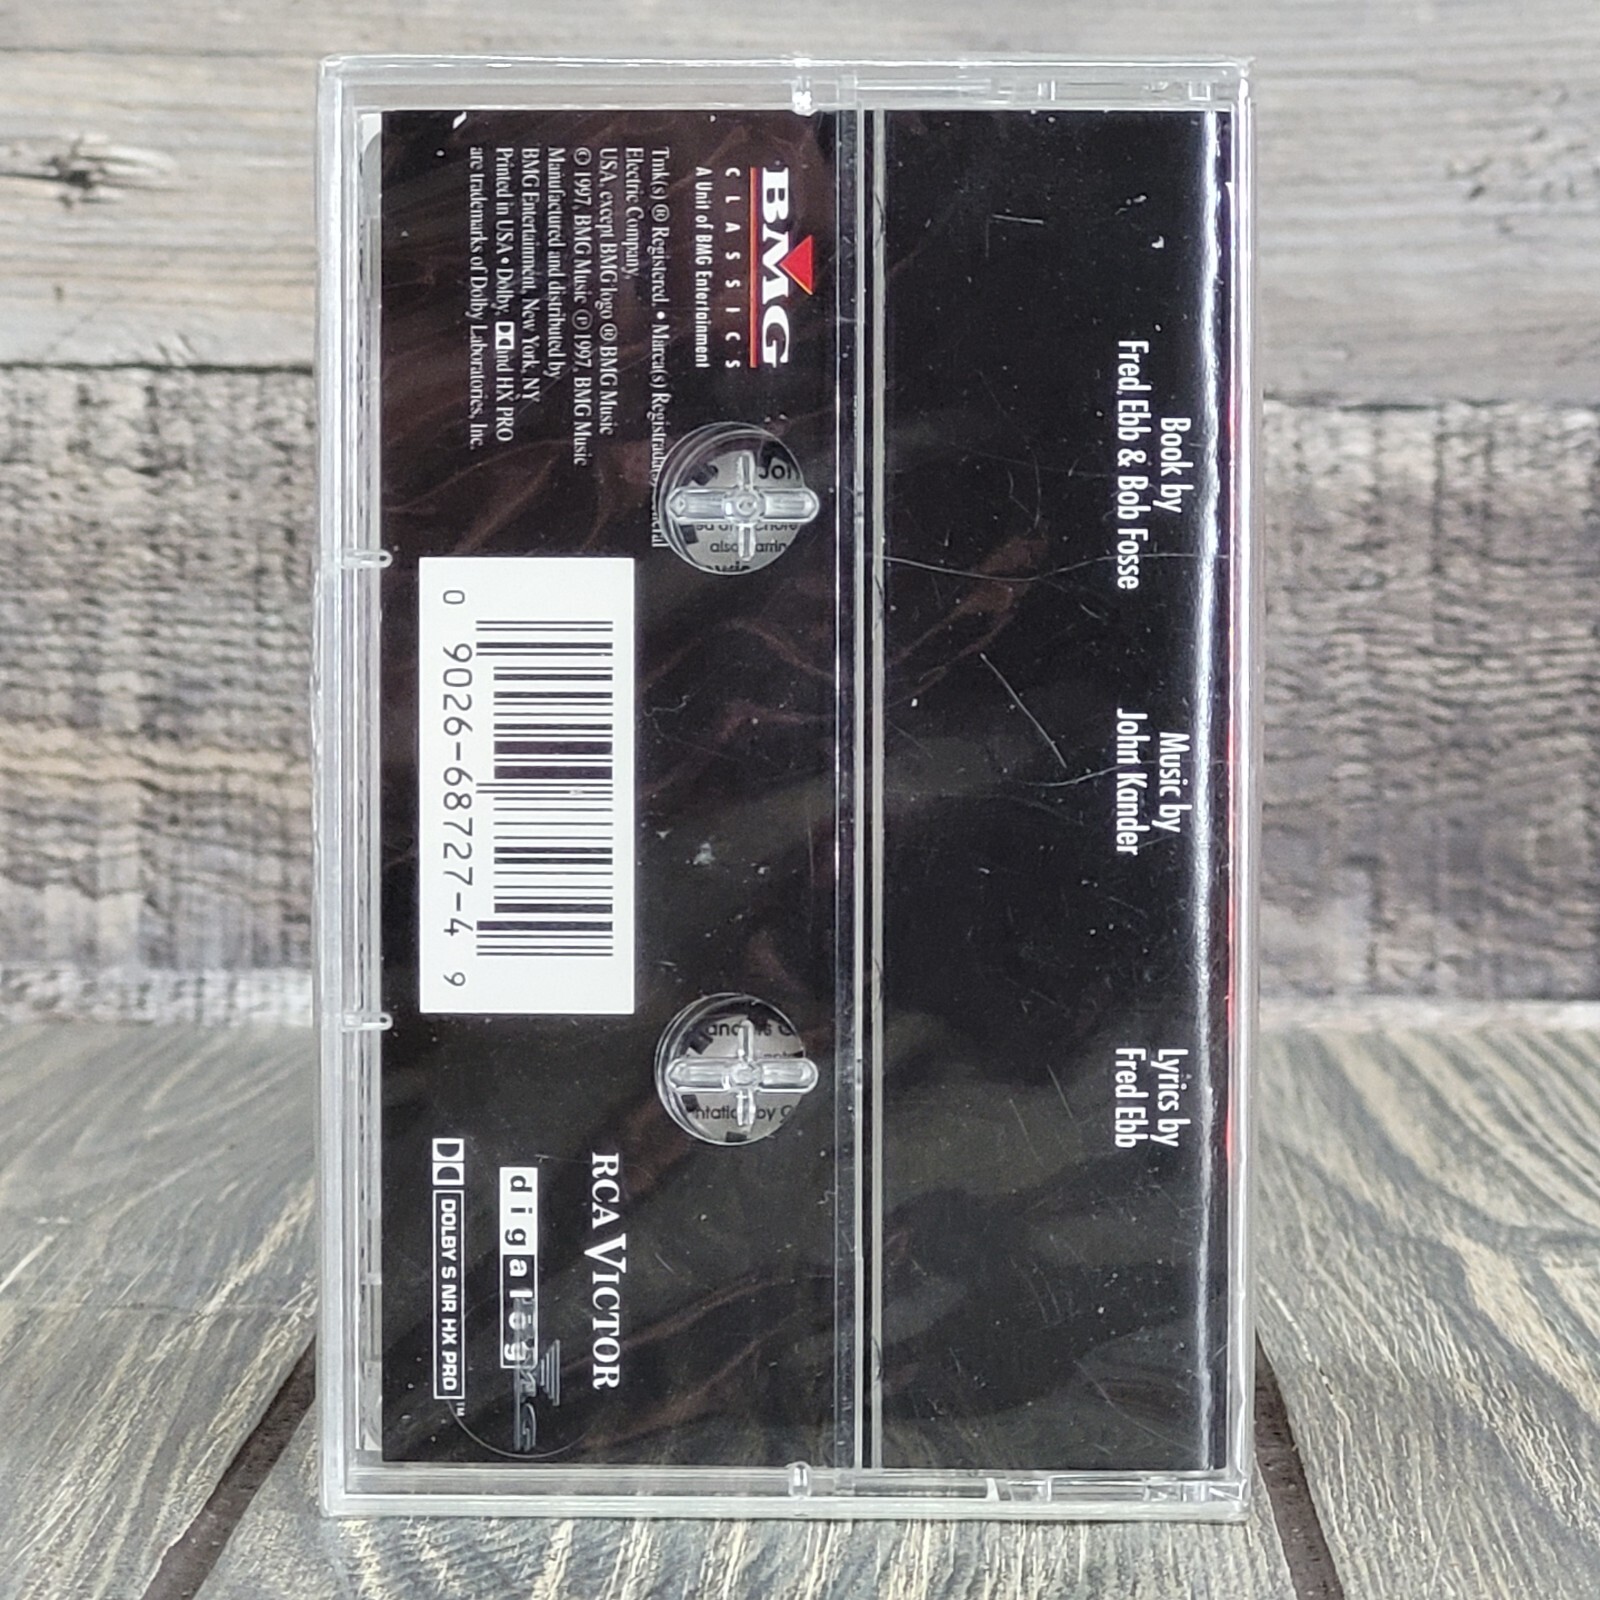 Book by
Fred Ebb & Bob Fosse
Music by
John Kander
Lyrics by
Fred Ebb
BMG
CLASSICS
A Unit of BMG Entertainment
Tmk(s) ® Registered. • Marca(s) Registrada(s) General
Electric Company,
USA, except BMG logo ® BMG Music
© 1997, BMG Music ℗ 1997, BMG Music
Manufactured and distributed by
BMG Entertainment, New York, NY
Printed in USA • Dolby, and HX PRO
are trademarks of Dolby Laboratories, Inc.
0 9026-68727-4 9
RCA VICTOR
digalog
DOLBY S NR HX PRO™